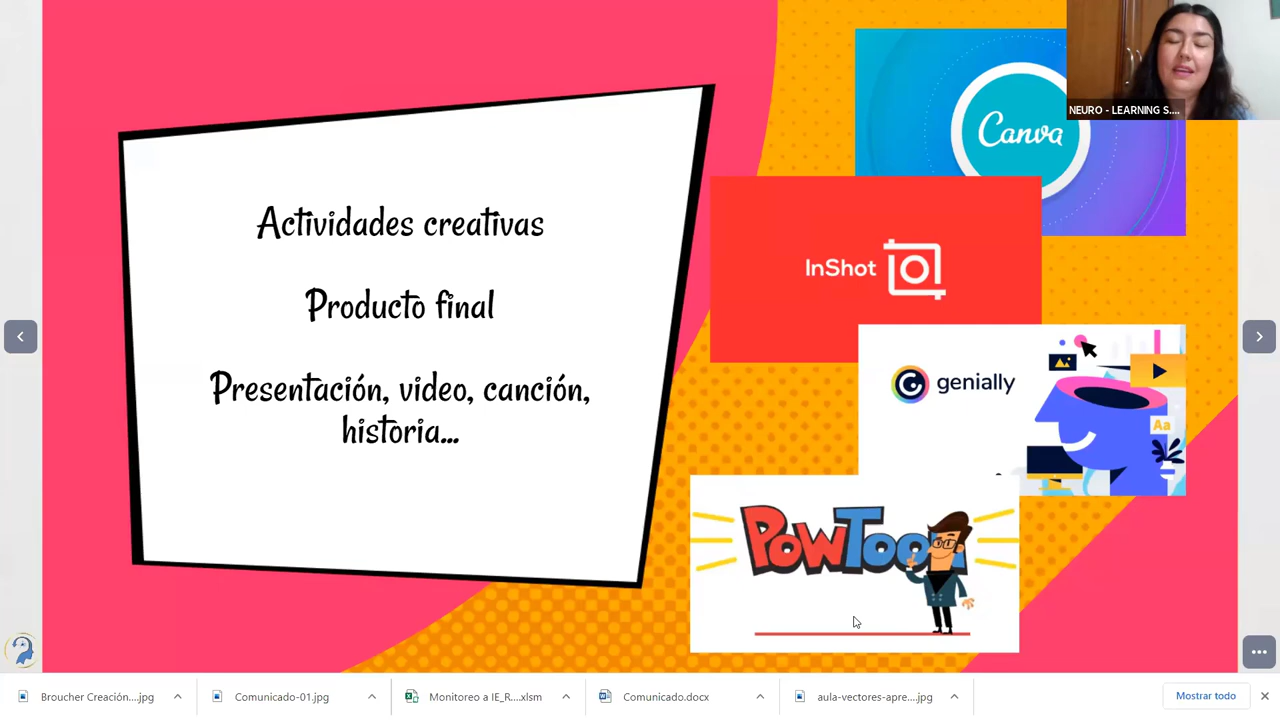 Actividades creativas
Producto final
Presentación, video, canción,
historia...
Canva
InShot
genially
Aa
PowToon
NEURO - LEARNING S....
Broucher Creación....jpg
Comunicado-01.jpg
Monitoreo a IE_R....xlsm
Comunicado.docx
aula-vectores-apre....jpg
Mostrar todo